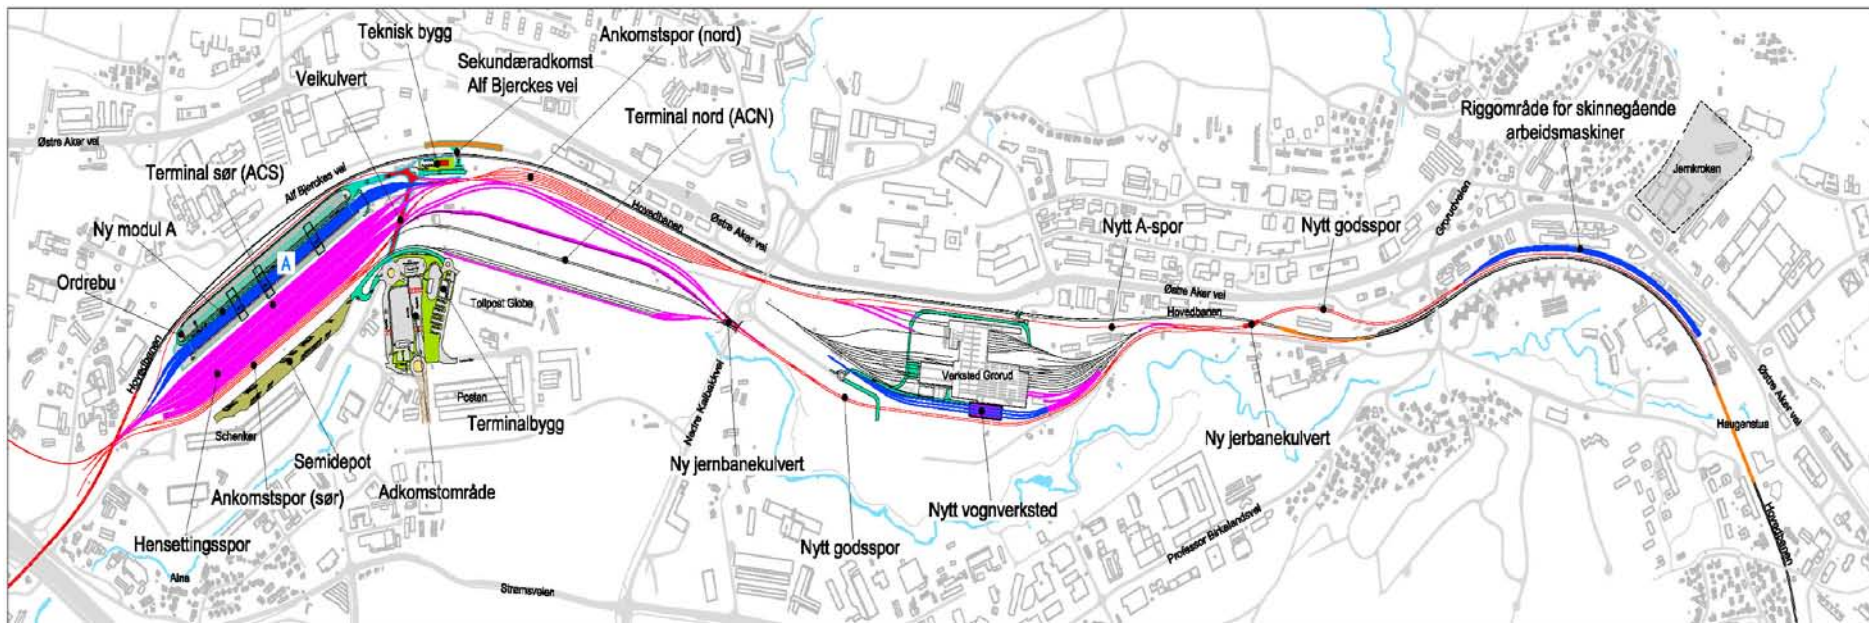 Teknisk bygg
Ankomstspor (nord)
Sekundæradkomst
Alf Bjerckes vei
Veikulvert
Terminal nord (ACN)
Riggområde for skinnegående
arbeidsmaskiner
Østre Aker vei
Terminal sør (ACS)
Alf Bjerckes vei
Jernkroken
Hovedbanen
Østre Aker vei
Grorudveien
Ny modul A
Nytt A-spor
Nytt godsspor
A
Ordrebu
Østre Aker vei
Tollpost Globe
Hovedbanen
Hovedbanen
Verksted Grorud
Østre Aker vei
Posten
Nedre Kalbakkvei
Haugenstua
Schenker
Terminalbygg
Ny jerbanekulvert
Semidepot
Ny jernbanekulvert
Ankomstspor (sør)
Adkomstområde
Nytt vognverksted
Hovedbanen
Hensettingsspor
Nytt godsspor
Professor Birkelandsvei
Alna
Strømsveien